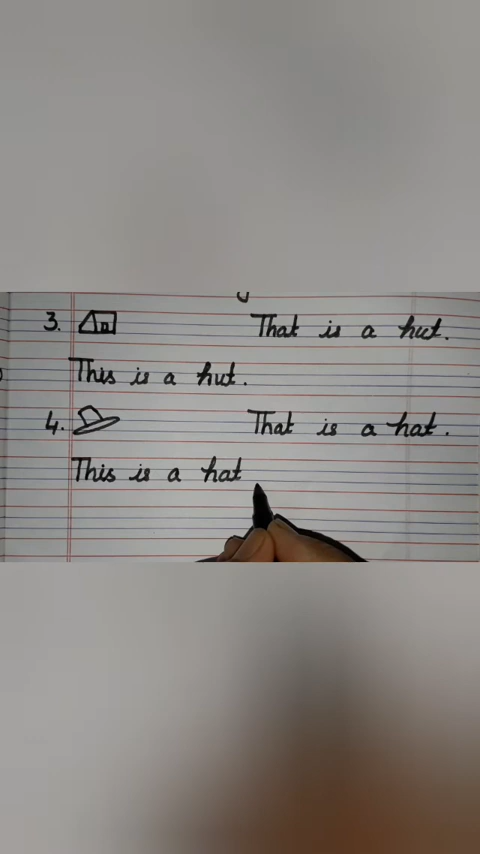 3. That is a hut.
This is a hut.
4. That is a hat.
This is a hat